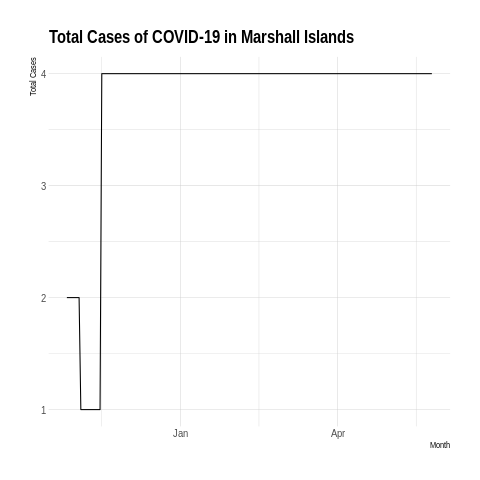 Total Cases of COVID-19 in Marshall Islands
Total Cases
4
3
2
1
Jan
Apr
Month